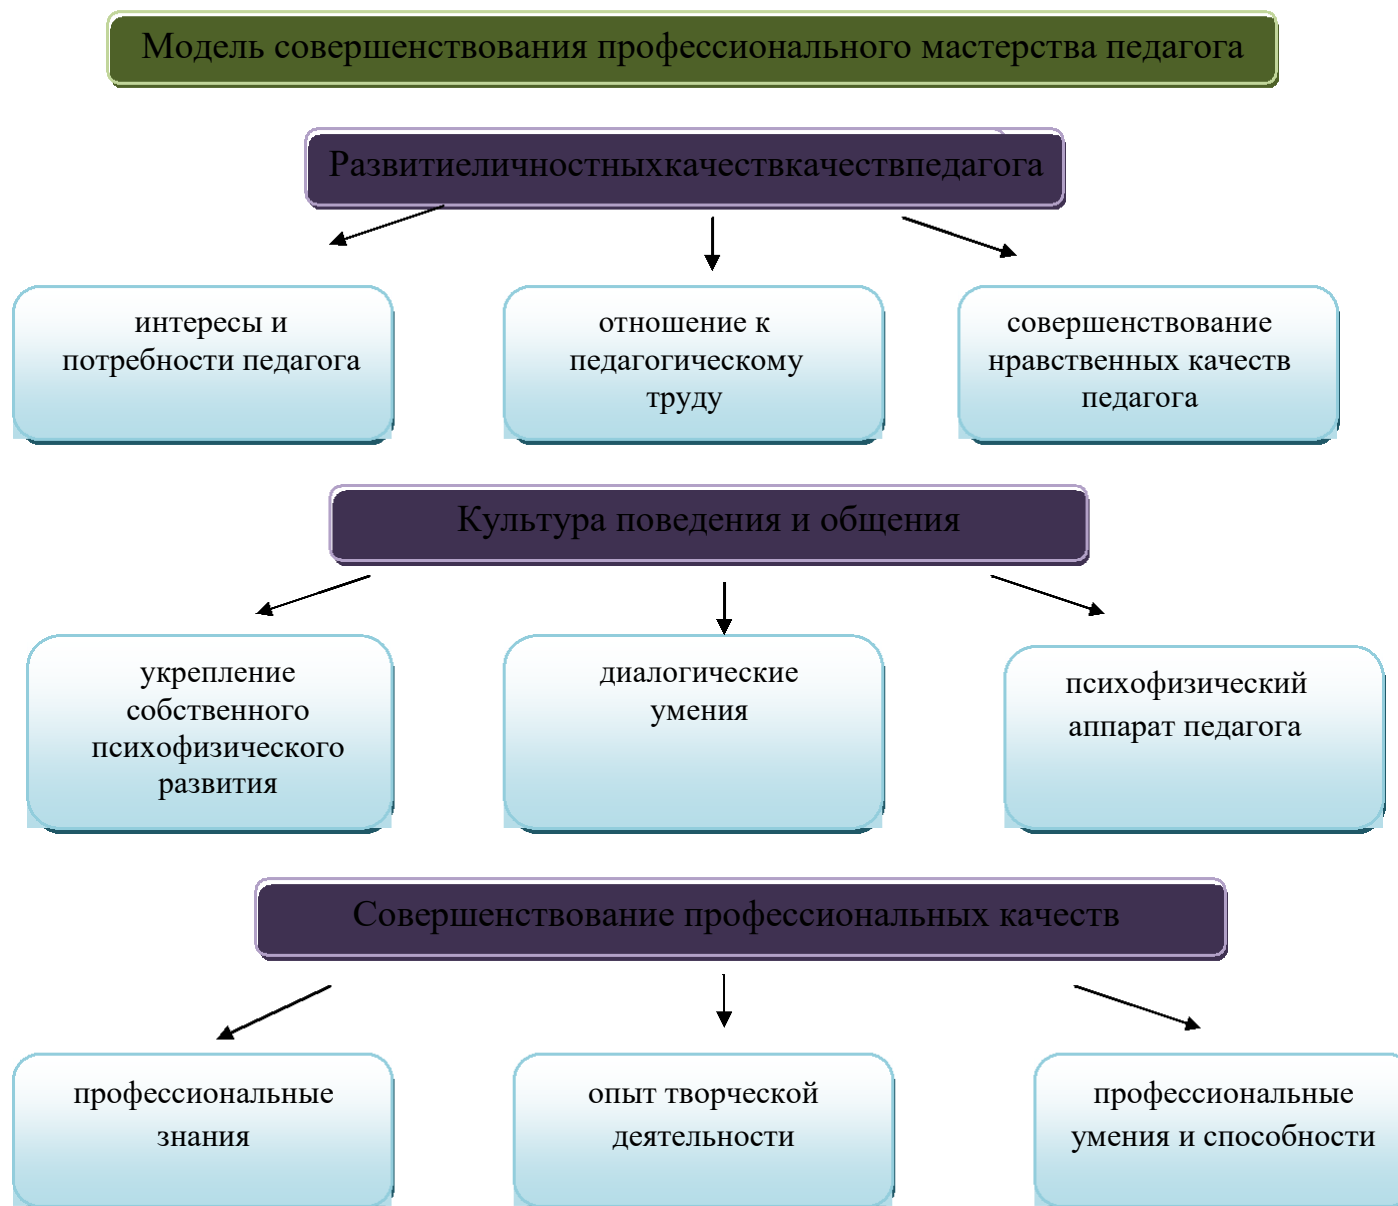 Модель совершенствования профессионального мастерства педагога
Развитиеличностныхкачествкачествпедагога
интересы и
потребности педагога
отношение к
педагогическому
труду
совершенствование
нравственных качеств
педагога
Культура поведения и общения
укрепление
собственного
психофизического
развития
диалогические
умения
психофизический
аппарат педагога
Совершенствование профессиональных качеств
профессиональные
знания
опыт творческой
деятельности
профессиональные
умения и способности